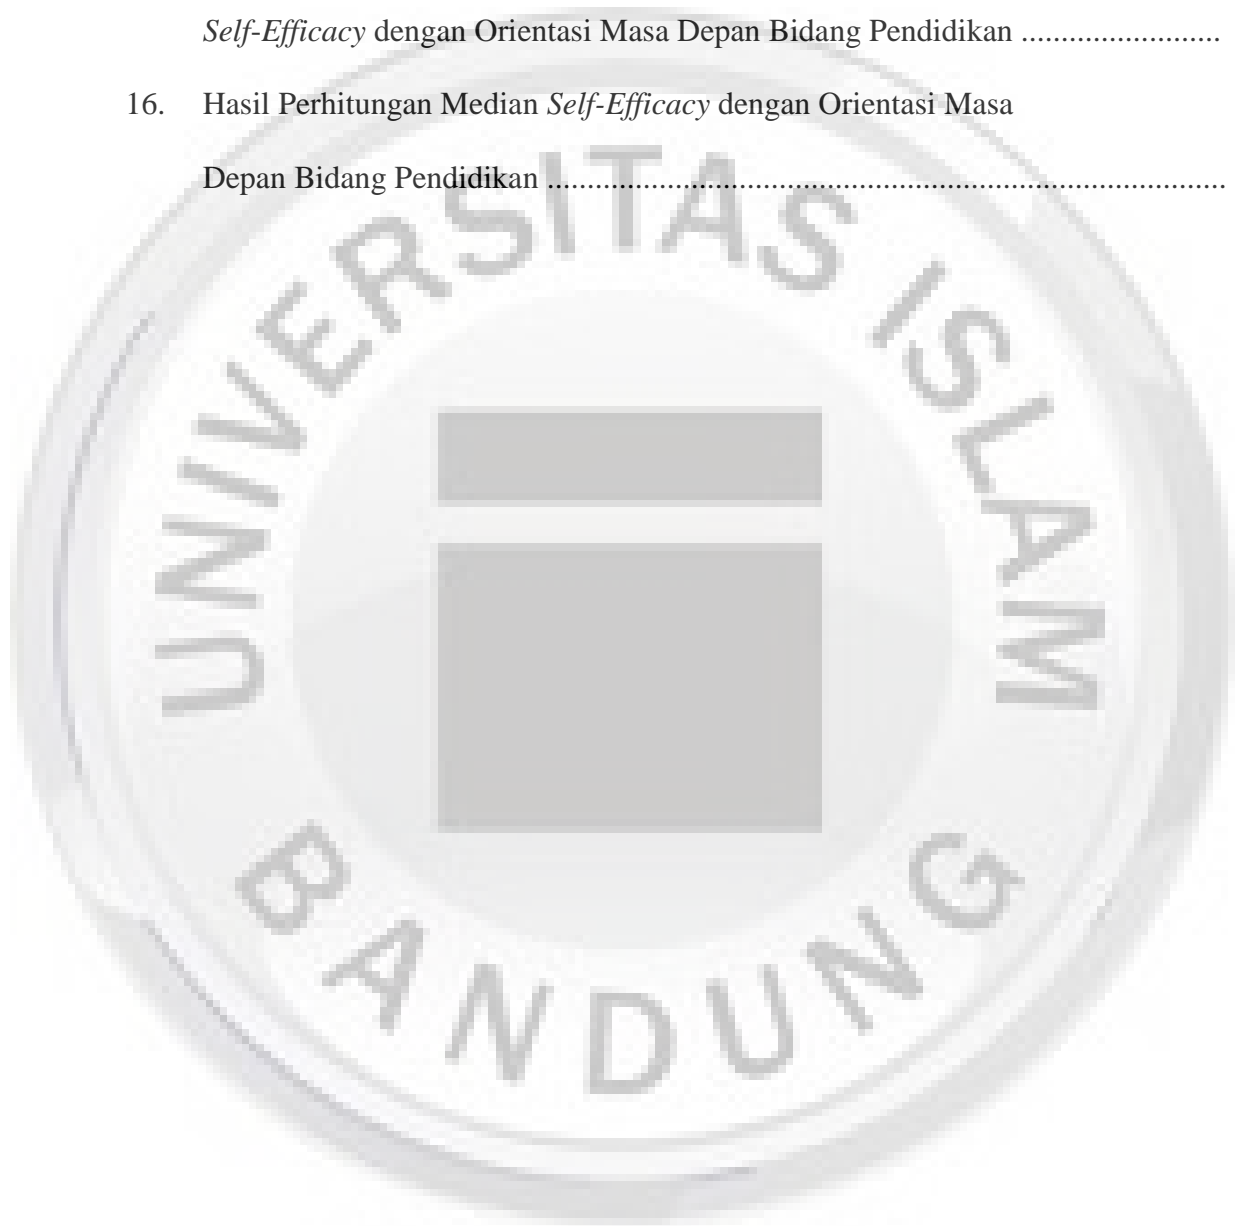 Self-Efficacy dengan Orientasi Masa Depan Bidang Pendidikan .........................
16. Hasil Perhitungan Median Self-Efficacy dengan Orientasi Masa
Depan Bidang Pendidikan .....................................................................................
UNIVERSITAS ISLAM
BANDUNG